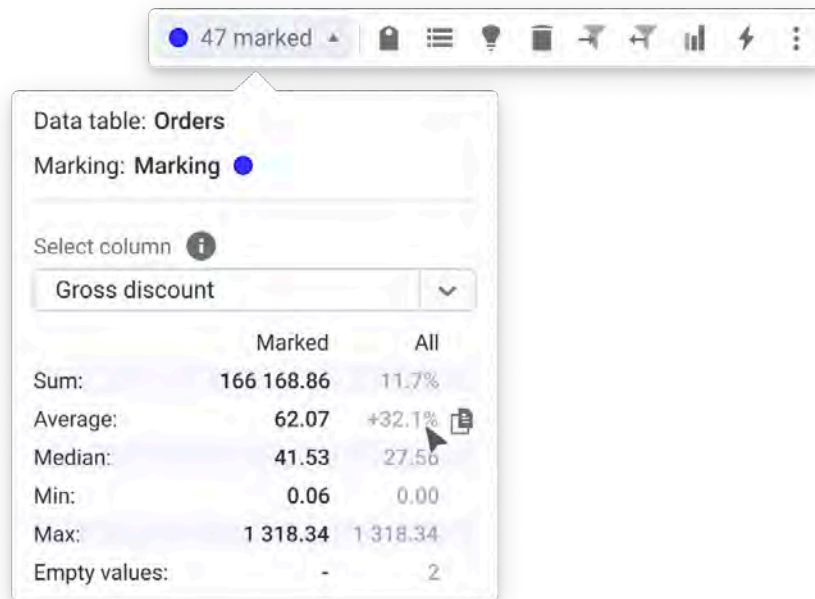 47 marked
Data table: Orders
Marking: Marking
Select column
Gross discount
Marked All
Sum: 166 168.86 11.7%
Average: 62.07 +32.1%
Median: 41.53 27.56
Min: 0.06 0.00
Max: 1 318.34 1 318.34
Empty values: - 2